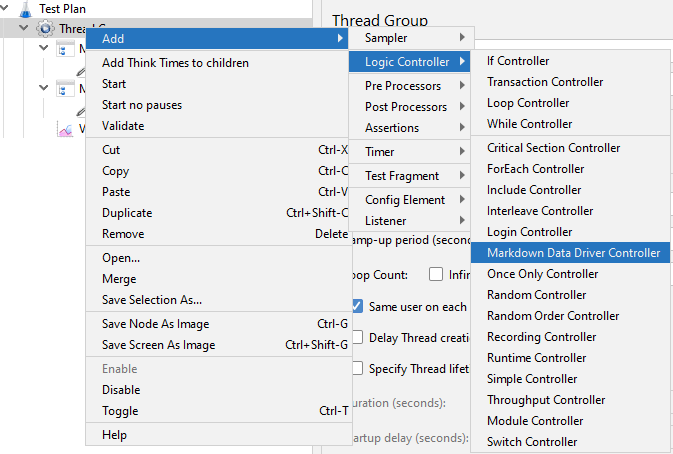 Test Plan
Thread G
Thread Group
M
M
V
Add
Add Think Times to children
Start
Start no pauses
Validate
Cut Ctrl-X
Copy Ctrl-C
Paste Ctrl-V
Duplicate Ctrl+Shift-C
Remove Delete
Open...
Merge
Save Selection As...
Save Node As Image Ctrl-G
Save Screen As Image Ctrl+Shift-G
Enable
Disable
Toggle Ctrl-T
Help
Sampler
Logic Controller
Pre Processors
Post Processors
Assertions
Timer
Test Fragment
Config Element
Listener
If Controller
Transaction Controller
Loop Controller
While Controller
Critical Section Controller
ForEach Controller
Include Controller
Interleave Controller
Login Controller
Markdown Data Driver Controller
Once Only Controller
Random Controller
Random Order Controller
Recording Controller
Runtime Controller
Simple Controller
Throughput Controller
Module Controller
Switch Controller
amp-up period (secon
oop Count: Infin
Same user on each
Delay Thread creatio
Specify Thread lifet
uration (seconds):
tartup delay (seconds):